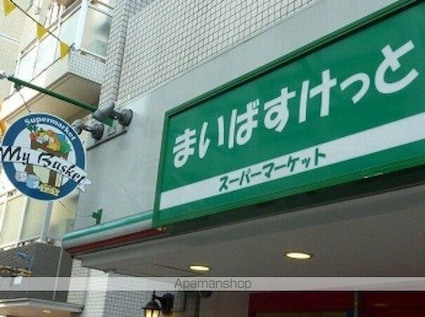 Supermarket
My Basket
まいばすけっと
スーパーマーケット
Apamanshop